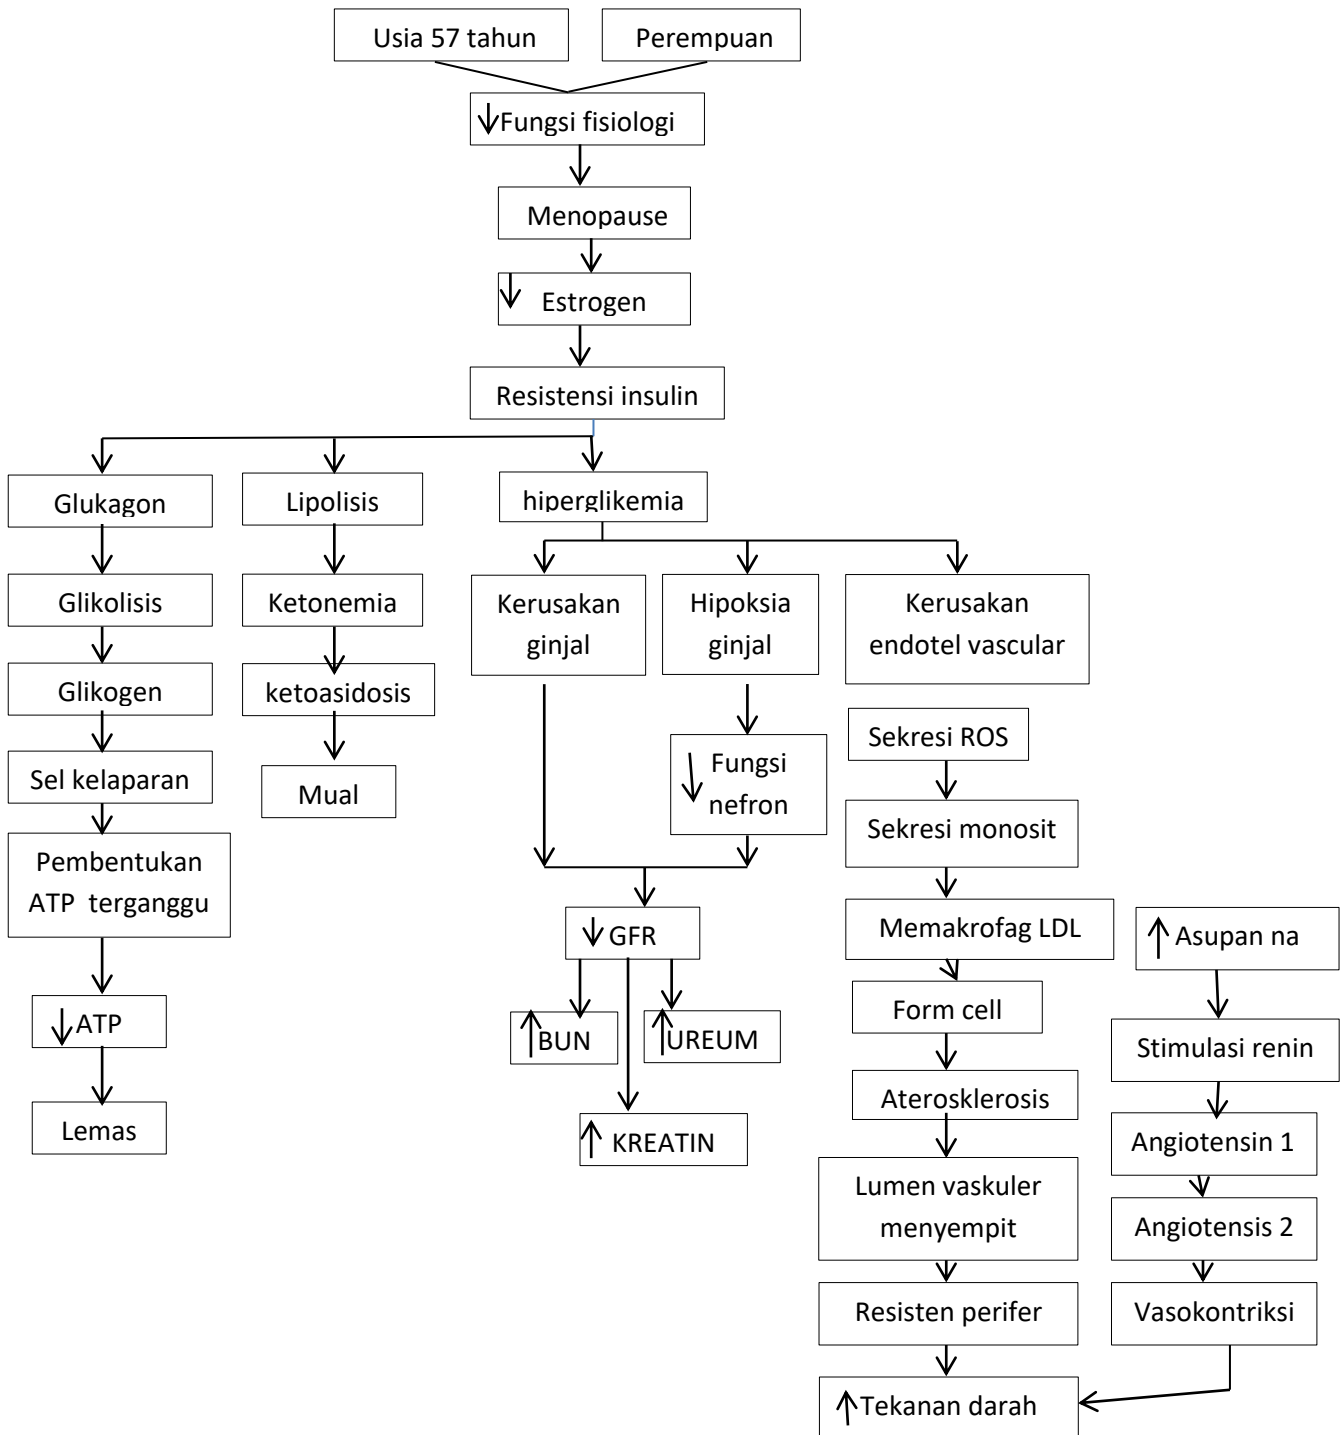 Usia 57 tahun
Perempuan
↓Fungsi fisiologi
Menopause
↓ Estrogen
Resistensi insulin
Glukagon
Lipolisis
hiperglikemia
Glikolisis
Ketonemia
Kerusakan
ginjal
Hipoksia
ginjal
Kerusakan
endotel vascular
Glikogen
ketoasidosis
Sekresi ROS
Sel kelaparan
Mual
↓ Fungsi
nefron
Sekresi monosit
Pembentukan
ATP terganggu
↓ GFR
Memakrofag LDL
↑ Asupan na
↓ATP
↑BUN
↑UREUM
Form cell
Stimulasi renin
Lemas
↑ KREATIN
Aterosklerosis
Angiotensin 1
Lumen vaskuler
menyempit
Angiotensis 2
Resisten perifer
Vasokontriksi
↑Tekanan darah